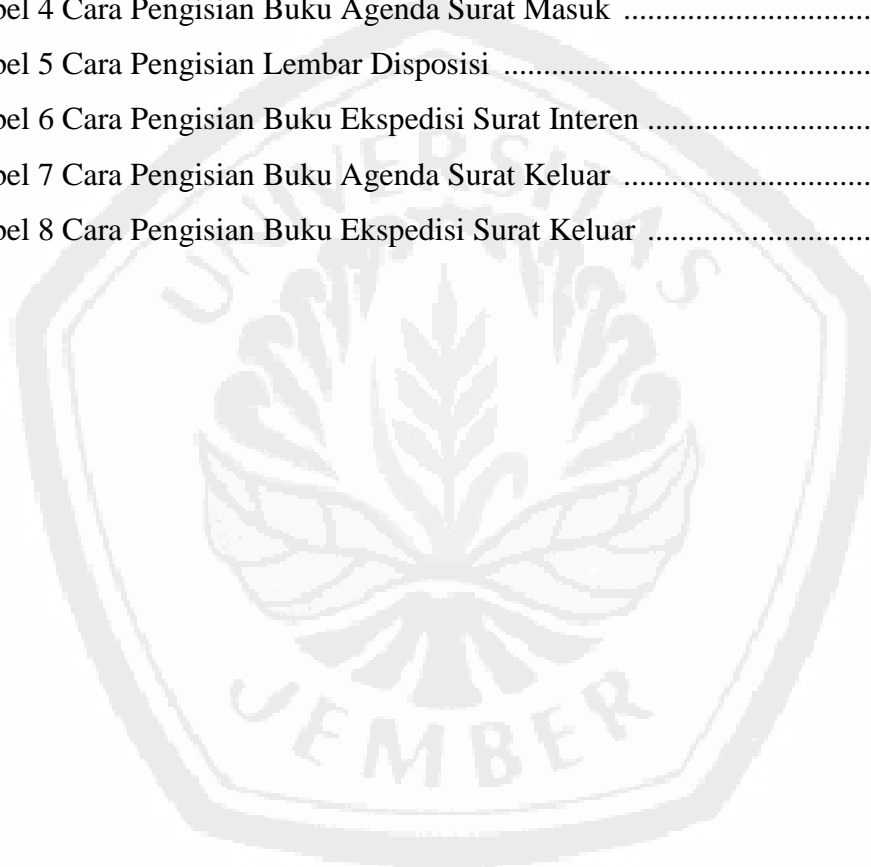 bel 4 Cara Pengisian Buku Agenda Surat Masuk ...............................
bel 5 Cara Pengisian Lembar Disposisi ..............................................
bel 6 Cara Pengisian Buku Ekspedisi Surat Interen ............................
bel 7 Cara Pengisian Buku Agenda Surat Keluar ...............................
bel 8 Cara Pengisian Buku Ekspedisi Surat Keluar ............................
UNIVERSITAS
JEMBER